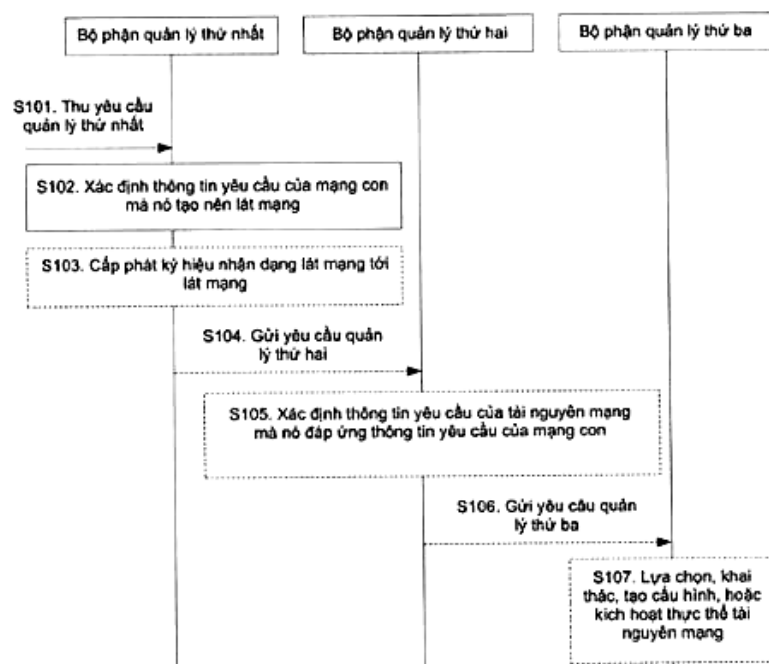 Bộ phận quản lý thứ nhất
Bộ phận quản lý thứ hai
Bộ phận quản lý thứ ba
S101. Thu yêu cầu
quản lý thứ nhất
S102. Xác định thông tin yêu cầu của mạng con
mà nó tạo nên lát mạng
S103. Cấp phát ký hiệu nhận dạng lát mạng tới
lát mạng
S104. Gửi yêu cầu quản
lý thứ hai
S105. Xác định thông tin yêu cầu của tài nguyên mạng
mà nó đáp ứng thông tin yêu cầu của mạng con
S106. Gửi yêu cầu quản
lý thứ ba
S107. Lựa chọn, khai
thác, tạo cấu hình, hoặc
kích hoạt thực thể tài
nguyên mạng